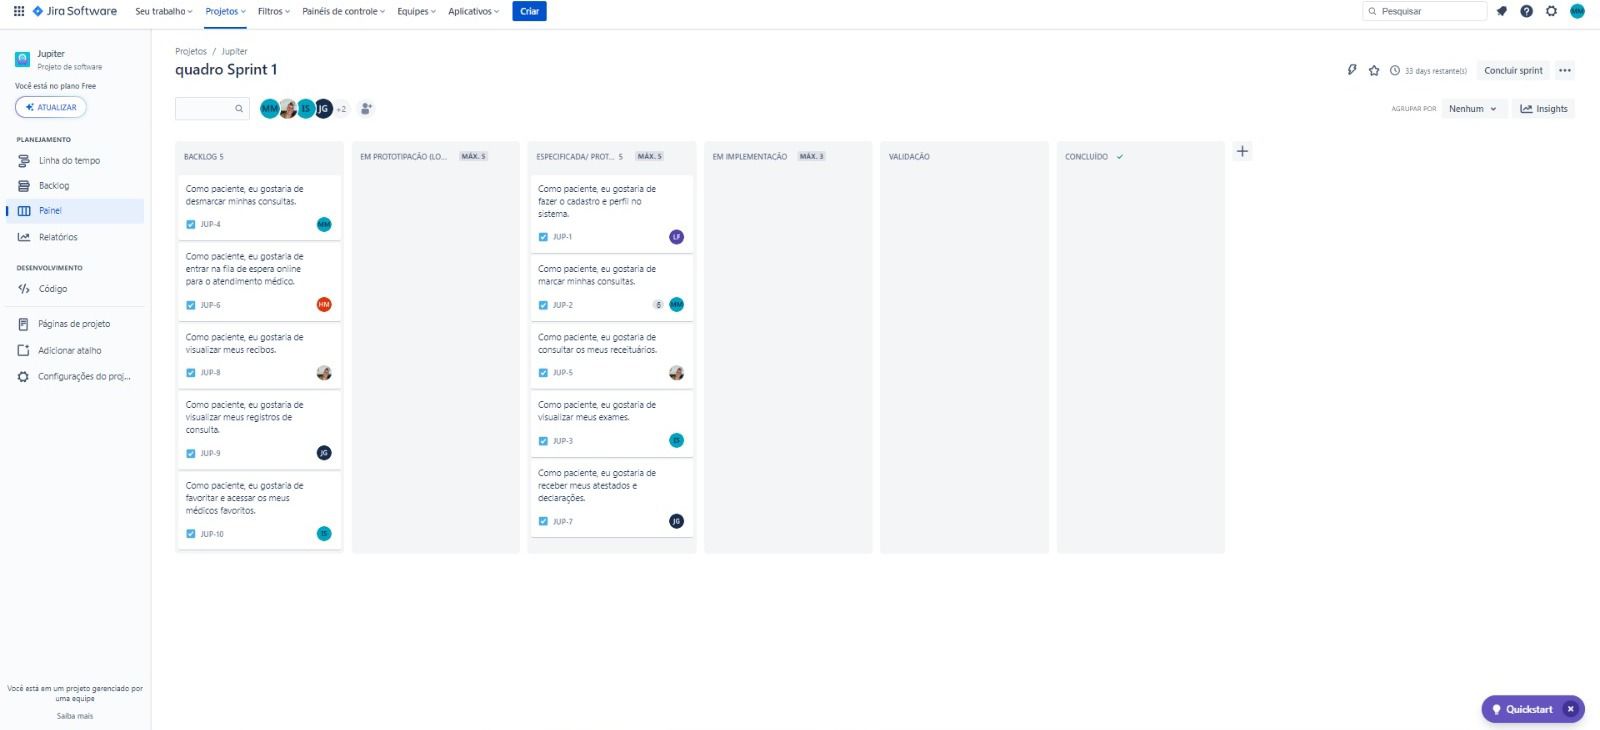 Jira Software
Seu trabalho
Projetos
Filtros
Painéis de controle
Equipes
Aplicativos
Criar
Pesquisar
MM
Jupiter
Projeto de software
Você está no plano Free
ATUALIZAR
PLANEJAMENTO
Linha do tempo
Backlog
Painel
Relatórios
DESENVOLVIMENTO
Código
Páginas de projeto
Adicionar atalho
Configurações do proj...
Você está em um projeto gerenciado por
uma equipe
Saiba mais
Projetos / Jupiter
quadro Sprint 1
33 days restante(s)
Concluir sprint
MM IS JG +2
AGRUPAR POR
Nenhum
Insights
BACKLOG 5
Como paciente, eu gostaria de
desmarcar minhas consultas.
JUP-4 MM
Como paciente, eu gostaria de
entrar na fila de espera online
para o atendimento médico.
JUP-6 HM
Como paciente, eu gostaria de
visualizar meus recibos.
JUP-8
Como paciente, eu gostaria de
visualizar meus registros de
consulta.
JUP-9 JG
Como paciente, eu gostaria de
favoritar e acessar os meus
médicos favoritos.
JUP-10 IS
EM PROTOTIPAÇÃO (LO... MÁX. 5
ESPECIFICADA/ PROT... 5 MÁX. 5
Como paciente, eu gostaria de
fazer o cadastro e perfil no
sistema.
JUP-1 LF
Como paciente, eu gostaria de
marcar minhas consultas.
JUP-2 6 MM
Como paciente, eu gostaria de
consultar os meus receituários.
JUP-5
Como paciente, eu gostaria de
visualizar meus exames.
JUP-3 IS
Como paciente, eu gostaria de
receber meus atestados e
declarações.
JUP-7 JG
EM IMPLEMENTAÇÃO MÁX. 3
VALIDAÇÃO
CONCLUÍDO
Quickstart